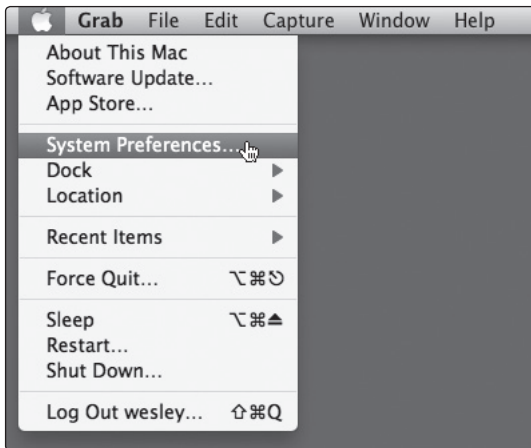 Grab File Edit Capture Window Help
About This Mac
Software Update...
App Store...
System Preferences...
Dock ▶
Location ▶
Recent Items ▶
Force Quit... ⌥⌘⎋
Sleep ⌥⌘⏏
Restart...
Shut Down...
Log Out wesley... ⇧⌘Q